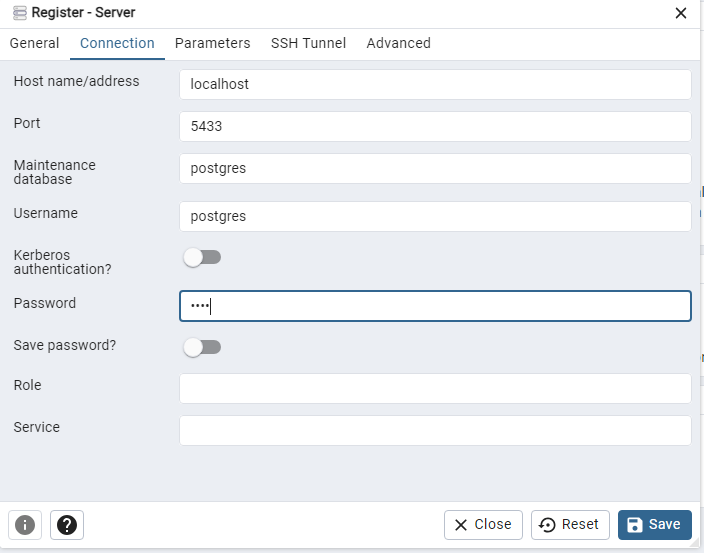 Register - Server
General Connection Parameters SSH Tunnel Advanced
Host name/address localhost
Port 5433
Maintenance
database
postgres
Username postgres
Kerberos
authentication?
Password ••••
Save password?
Role
Service
i ? Close Reset Save